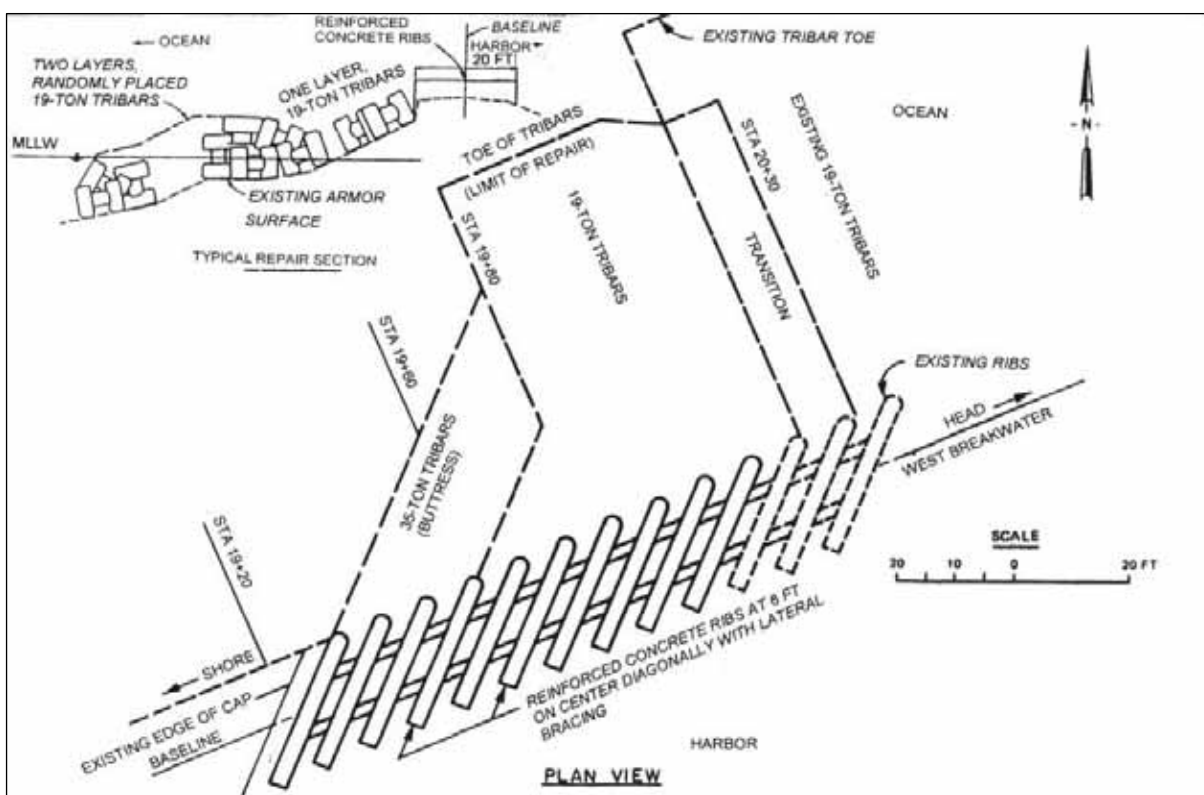 OCEAN
REINFORCED
CONCRETE RIBS
BASELINE
HARBOR
20 FT
TWO LAYERS,
RANDOMLY PLACED
19-TON TRIBARS
ONE LAYER,
19-TON TRIBARS
MLLW
EXISTING ARMOR
SURFACE
TYPICAL REPAIR SECTION
EXISTING TRIBAR TOE
OCEAN
N
TOE OF TRIBARS
(LIMIT OF REPAIR)
STA 20+30
EXISTING 19-TON TRIBARS
STA 19+80
19-TON TRIBARS
TRANSITION
STA 19+60
35-TON TRIBARS
(BUTTRESS)
EXISTING RIBS
HEAD
WEST BREAKWATER
STA 19+20
SCALE
20 10 0 20 FT
SHORE
EXISTING EDGE OF CAP
BASELINE
REINFORCED CONCRETE RIBS AT 6 FT
ON CENTER DIAGONALLY WITH LATERAL
BRACING
HARBOR
PLAN VIEW